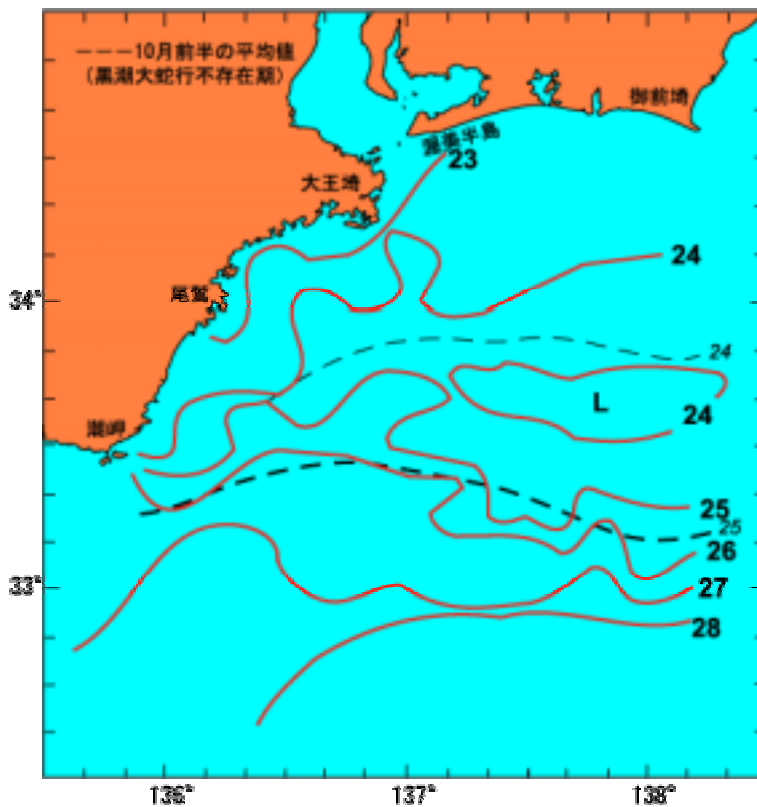 ---10月前半の平均値
(黒潮大蛇行不存在期)
御前埼
渥美半島
23
大王埼
24
尾鷲
34°
24
L
24
潮岬
25
25
26
33°
27
28
136°
137°
138°